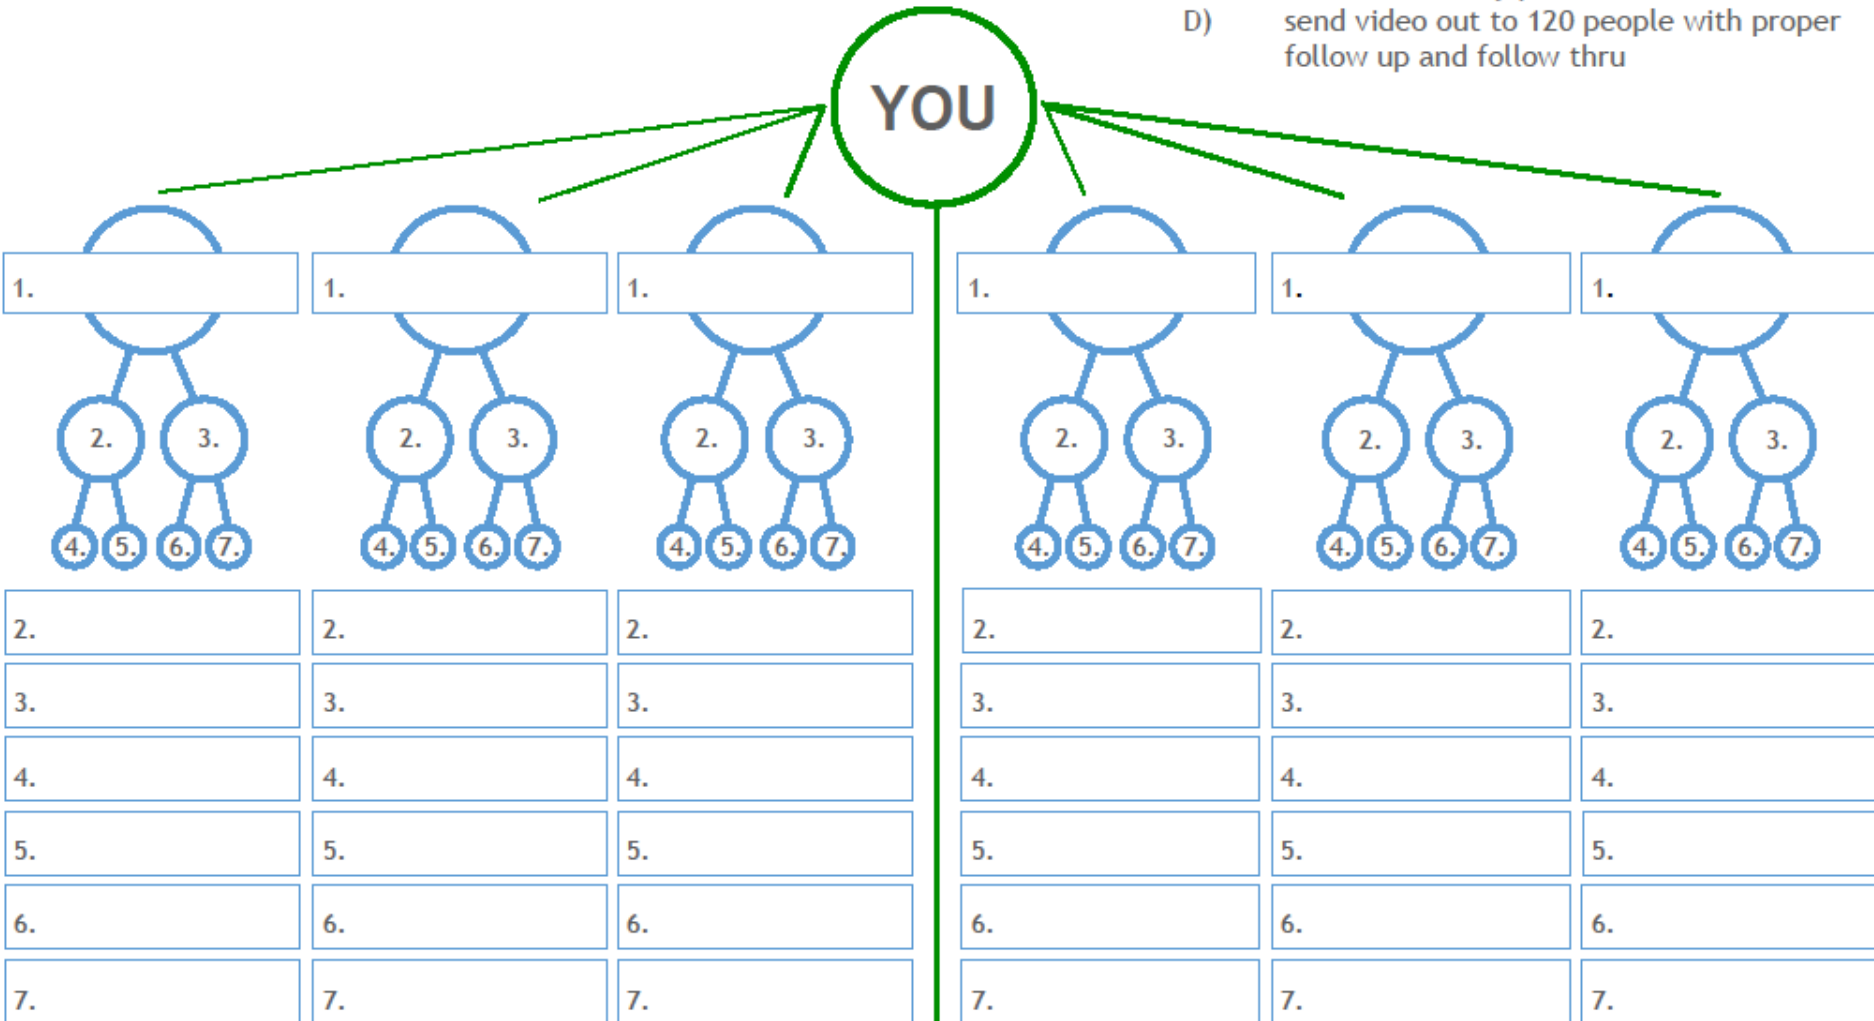 D) send video out to 120 people with proper
follow up and follow thru
YOU
1. 1. 1. 1. 1. 1.
2. 3. 2. 3. 2. 3. 2. 3. 2. 3. 2. 3.
4. 5. 6. 7. 4. 5. 6. 7. 4. 5. 6. 7. 4. 5. 6. 7. 4. 5. 6. 7. 4. 5. 6. 7.
2. 2. 2. 2. 2. 2.
3. 3. 3. 3. 3. 3.
4. 4. 4. 4. 4. 4.
5. 5. 5. 5. 5. 5.
6. 6. 6. 6. 6. 6.
7. 7. 7. 7. 7. 7.